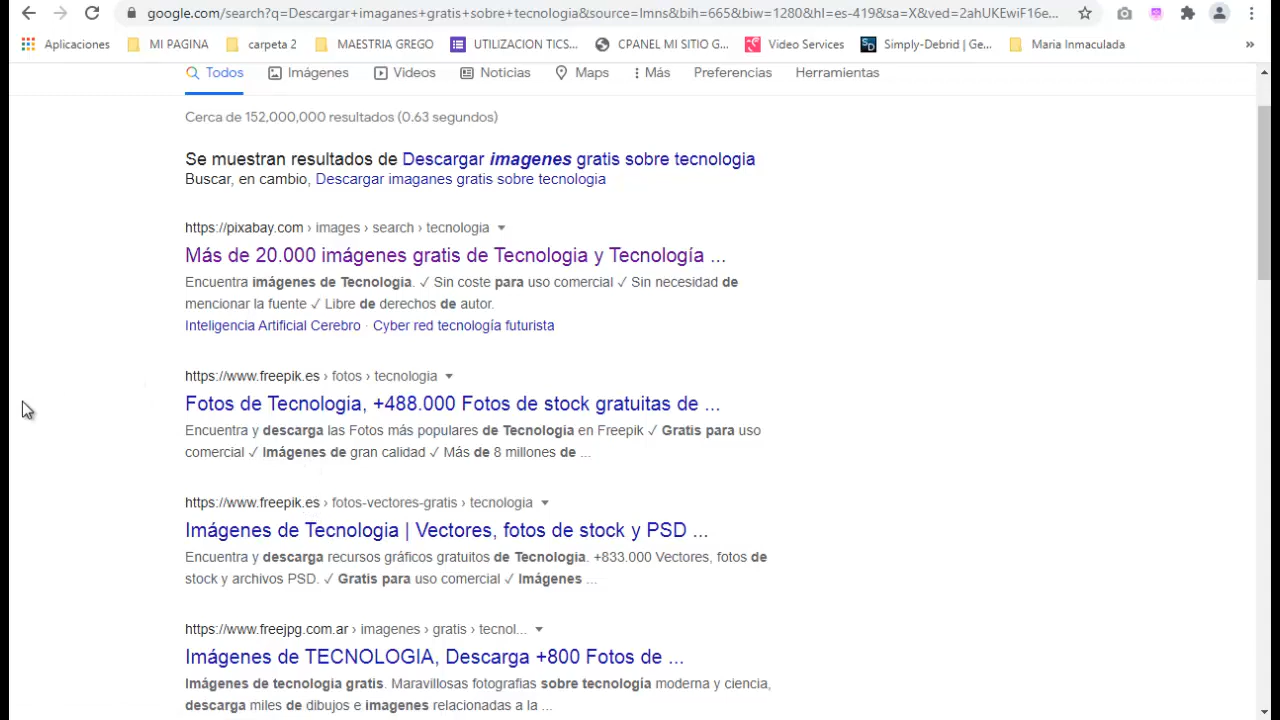 google.com/search?q=Descargar+imaganes+gratis+sobre+tecnologia&source=lmns&bih=665&biw=1280&hl=es-419&sa=X&ved=2ahUKEwiF16e...
Aplicaciones MI PAGINA carpeta 2 MAESTRIA GREGO UTILIZACION TICS... CPANEL MI SITIO G... Video Services Simply-Debrid | Ge... Maria Inmaculada »
Todos Imágenes Videos Noticias Maps Más Preferencias Herramientas
Cerca de 152,000,000 resultados (0.63 segundos)
Se muestran resultados de Descargar imagenes gratis sobre tecnologia
Buscar, en cambio, Descargar imaganes gratis sobre tecnologia
https://pixabay.com › images › search › tecnologia
Más de 20.000 imágenes gratis de Tecnologia y Tecnología ...
Encuentra imágenes de Tecnologia. ✓ Sin coste para uso comercial ✓ Sin necesidad de
mencionar la fuente ✓ Libre de derechos de autor.
Inteligencia Artificial Cerebro · Cyber red tecnología futurista
https://www.freepik.es › fotos › tecnologia
Fotos de Tecnologia, +488.000 Fotos de stock gratuitas de ...
Encuentra y descarga las Fotos más populares de Tecnologia en Freepik ✓ Gratis para uso
comercial ✓ Imágenes de gran calidad ✓ Más de 8 millones de ...
https://www.freepik.es › fotos-vectores-gratis › tecnologia
Imágenes de Tecnologia | Vectores, fotos de stock y PSD ...
Encuentra y descarga recursos gráficos gratuitos de Tecnologia. +833.000 Vectores, fotos de
stock y archivos PSD. ✓ Gratis para uso comercial ✓ Imágenes ...
https://www.freejpg.com.ar › imagenes › gratis › tecnol...
Imágenes de TECNOLOGIA, Descarga +800 Fotos de ...
Imágenes de tecnologia gratis. Maravillosas fotografias sobre tecnología moderna y ciencia,
descarga miles de dibujos e imagenes relacionadas a la ...